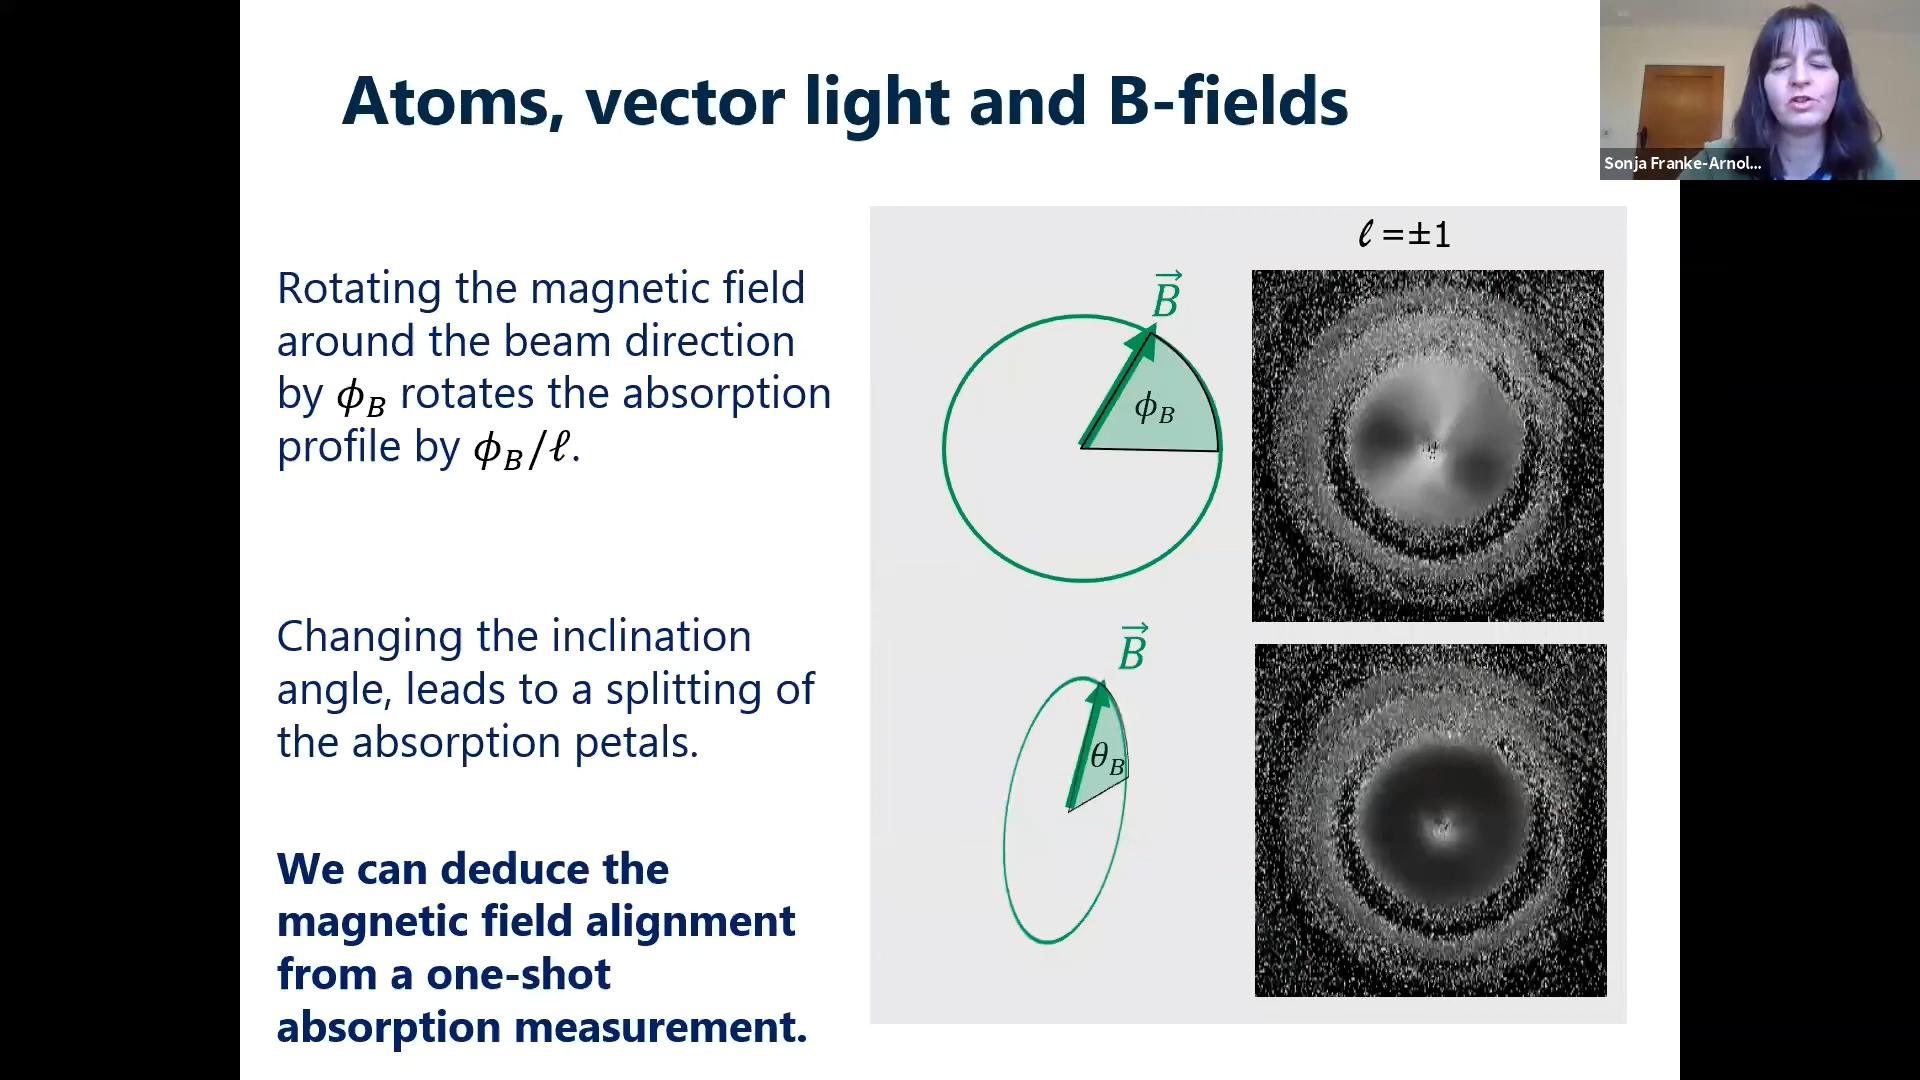 Atoms, vector light and B-fields
Sonja Franke-Arnol...
Rotating the magnetic field
around the beam direction
by ϕ_B rotates the absorption
profile by ϕ_B/ℓ.
Changing the inclination
angle, leads to a splitting of
the absorption petals.
We can deduce the
magnetic field alignment
from a one-shot
absorption measurement.
ℓ =±1
B⃗
ϕ_B
B⃗
θ_B